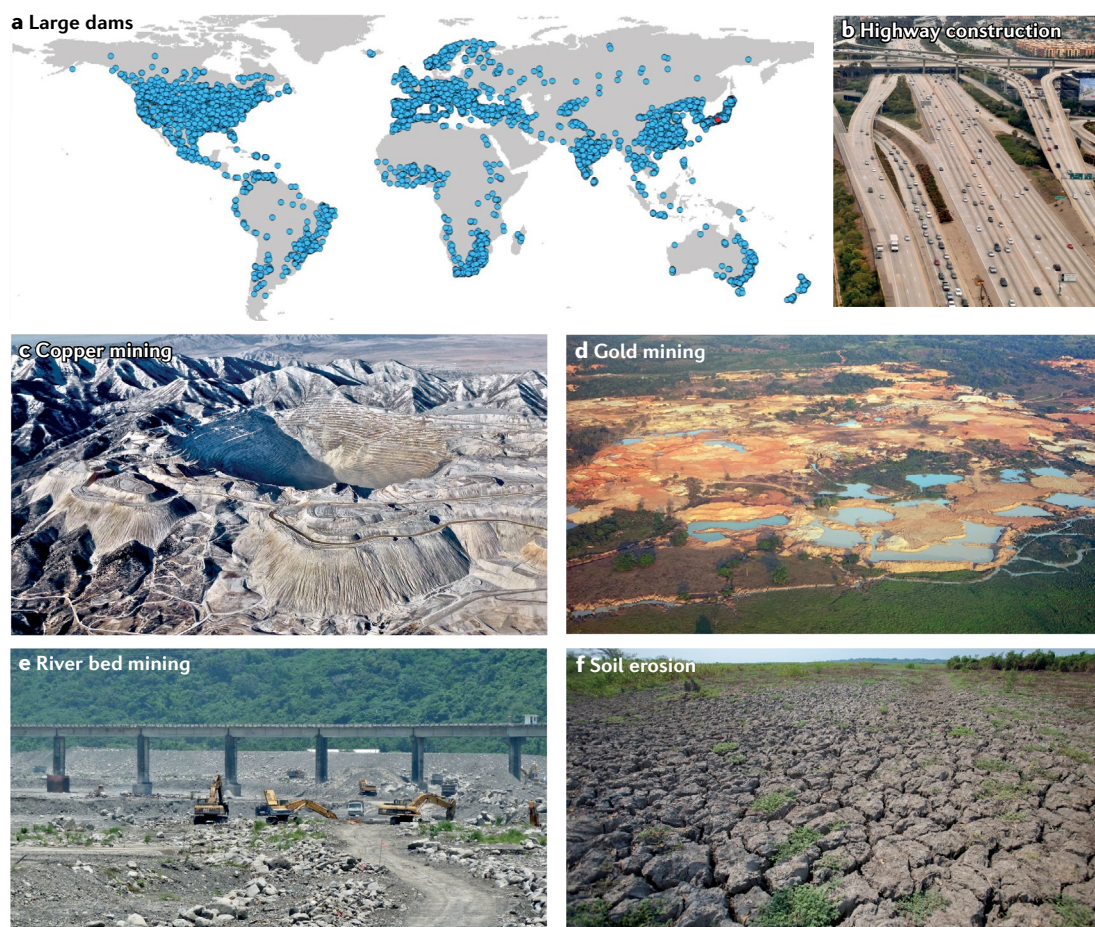 a Large dams
b Highway construction
c Copper mining
d Gold mining
e River bed mining
f Soil erosion